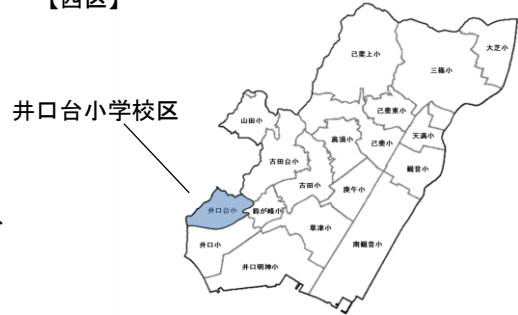 【西区】
井口台小学校区
大芝小
己斐上小
三篠小
己斐東小
山田小
天満小
高須小
己斐小
古田台小
観音小
古田小
庚午小
井口台小
鈴が峰小
草津小
井口小
南観音小
井口明神小